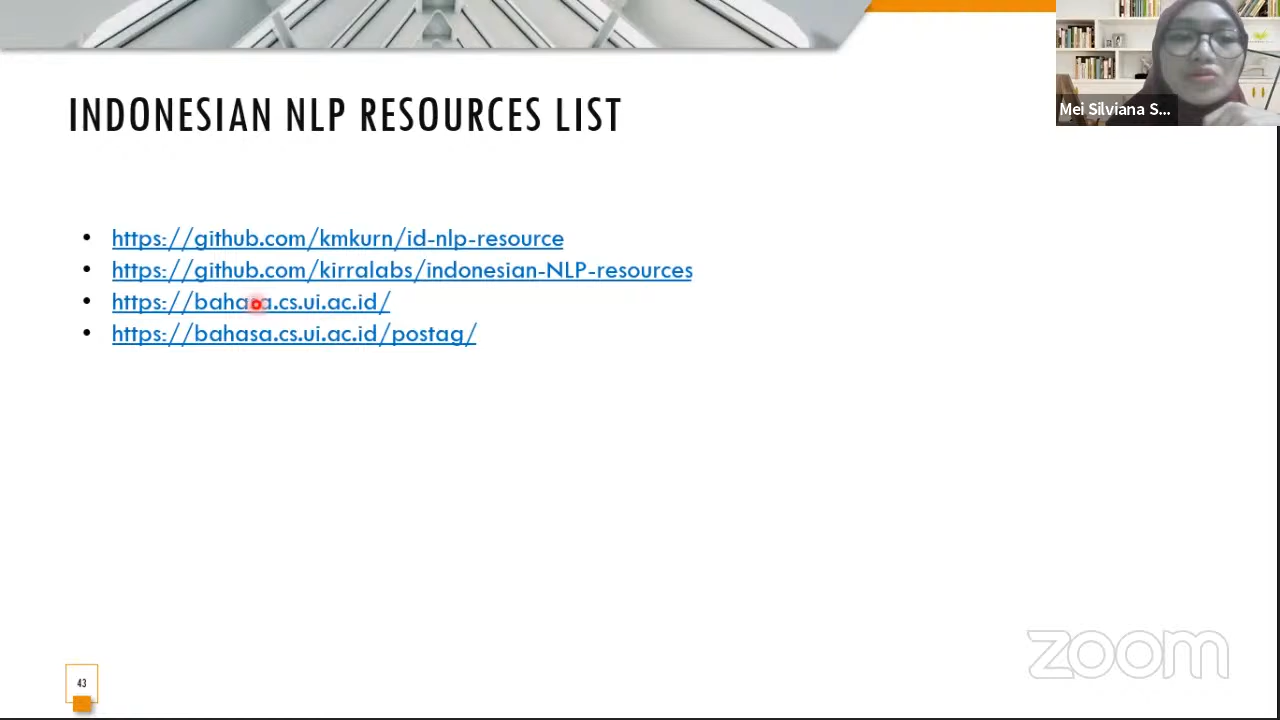 INDONESIAN NLP RESOURCES LIST
Mei Silviana S...
• https://github.com/kmkurn/id-nlp-resource
• https://github.com/kirralabs/indonesian-NLP-resources
• https://bahasa.cs.ui.ac.id/
• https://bahasa.cs.ui.ac.id/postag/
zoom
43